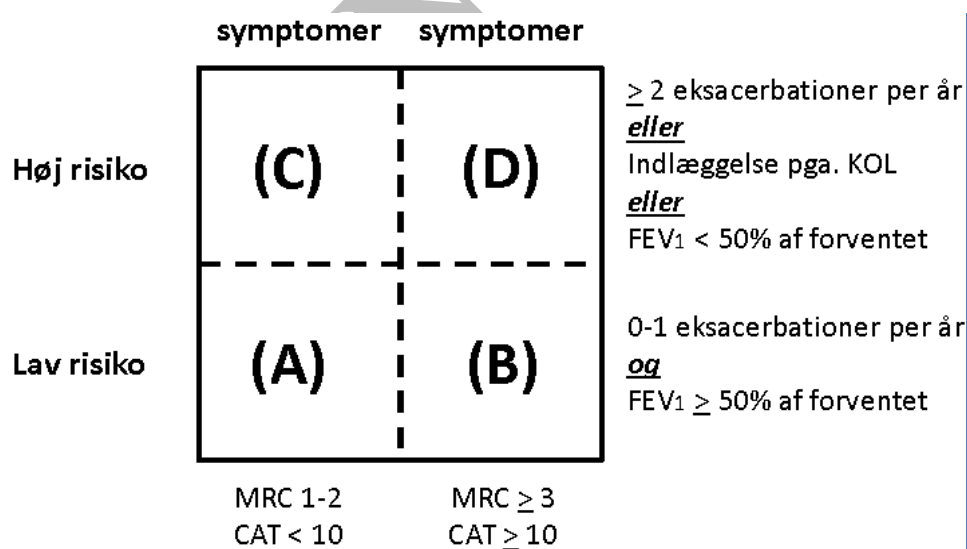 symptomer symptomer
≥ 2 eksacerbationer per år
eller
Høj risiko (C) (D) Indlæggelse pga. KOL
eller
FEV1 < 50% af forventet
0-1 eksacerbationer per år
Lav risiko (A) (B) og
FEV1 ≥ 50% af forventet
MRC 1-2 MRC ≥ 3
CAT < 10 CAT ≥ 10